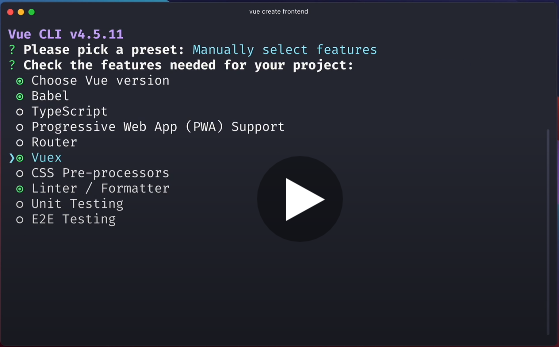 vue create frontend
Vue CLI v4.5.11
? Please pick a preset: Manually select features
? Check the features needed for your project:
◉ Choose Vue version
◉ Babel
◯ TypeScript
◯ Progressive Web App (PWA) Support
◯ Router
❯◉ Vuex
◯ CSS Pre-processors
◉ Linter / Formatter
◯ Unit Testing
◯ E2E Testing